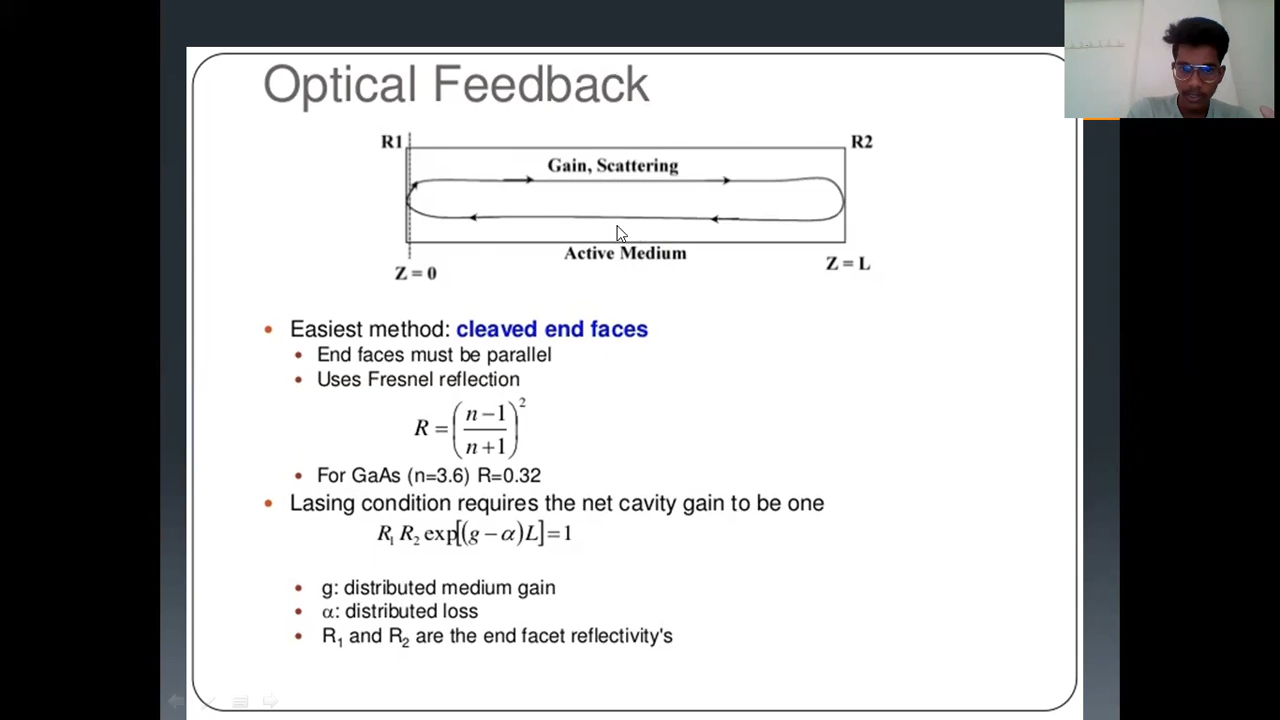 Optical Feedback
R1
R2
Gain, Scattering
Active Medium
Z = 0
Z = L
• Easiest method: cleaved end faces
• End faces must be parallel
• Uses Fresnel reflection
R = ((n−1)/(n+1))²
• For GaAs (n=3.6) R=0.32
• Lasing condition requires the net cavity gain to be one
R₁ R₂ exp[(g−α)L]=1
• g: distributed medium gain
• α: distributed loss
• R₁ and R₂ are the end facet reflectivity's